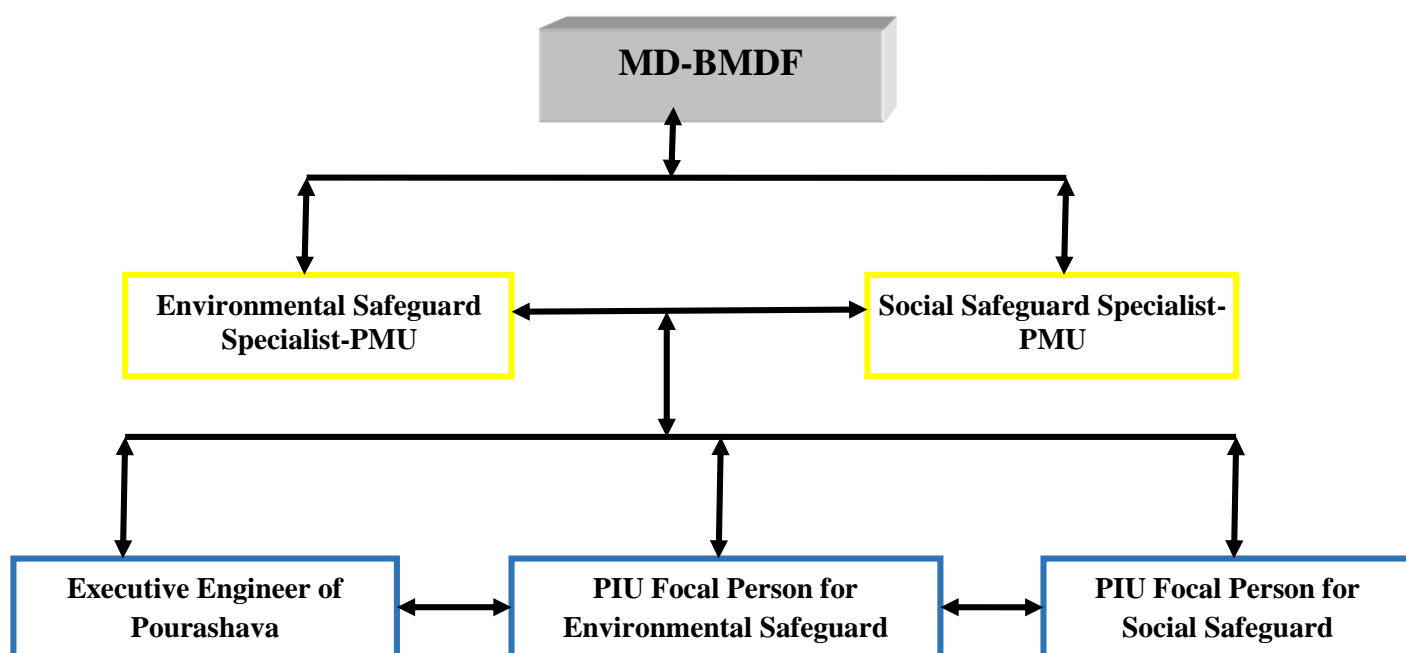 MD-BMDF
Environmental Safeguard
Specialist-PMU
Social Safeguard Specialist-
PMU
Executive Engineer of
Pourashava
PIU Focal Person for
Environmental Safeguard
PIU Focal Person for
Social Safeguard